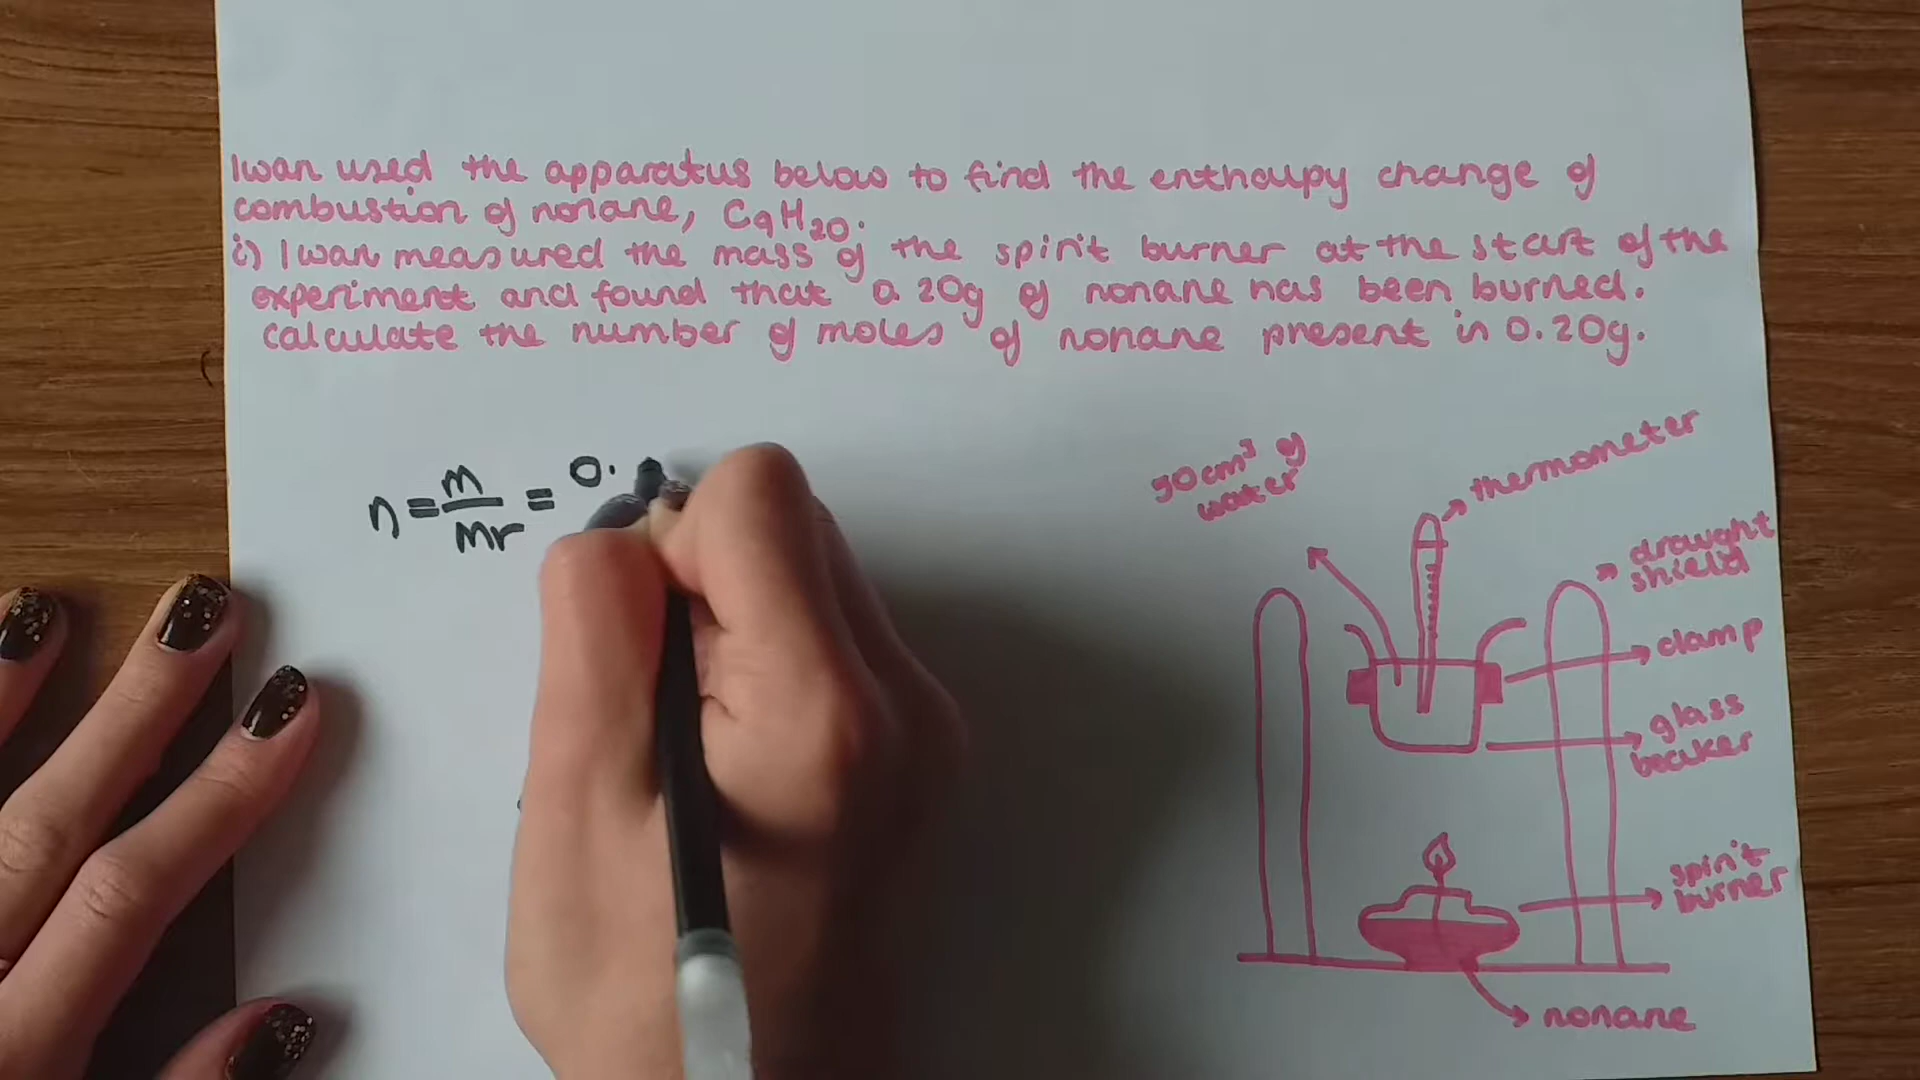 Iwan used the apparatus below to find the enthalpy change of
combustion of nonane, C₉H₂₀.
i) Iwan measured the mass of the spirit burner at the start of the
experiment and found that 0.20g of nonane has been burned.
Calculate the number of moles of nonane present in 0.20g.
n = m/Mr = 0.
50cm³ of
water
thermometer
draught
shield
clamp
glass
beaker
spirit
burner
nonane